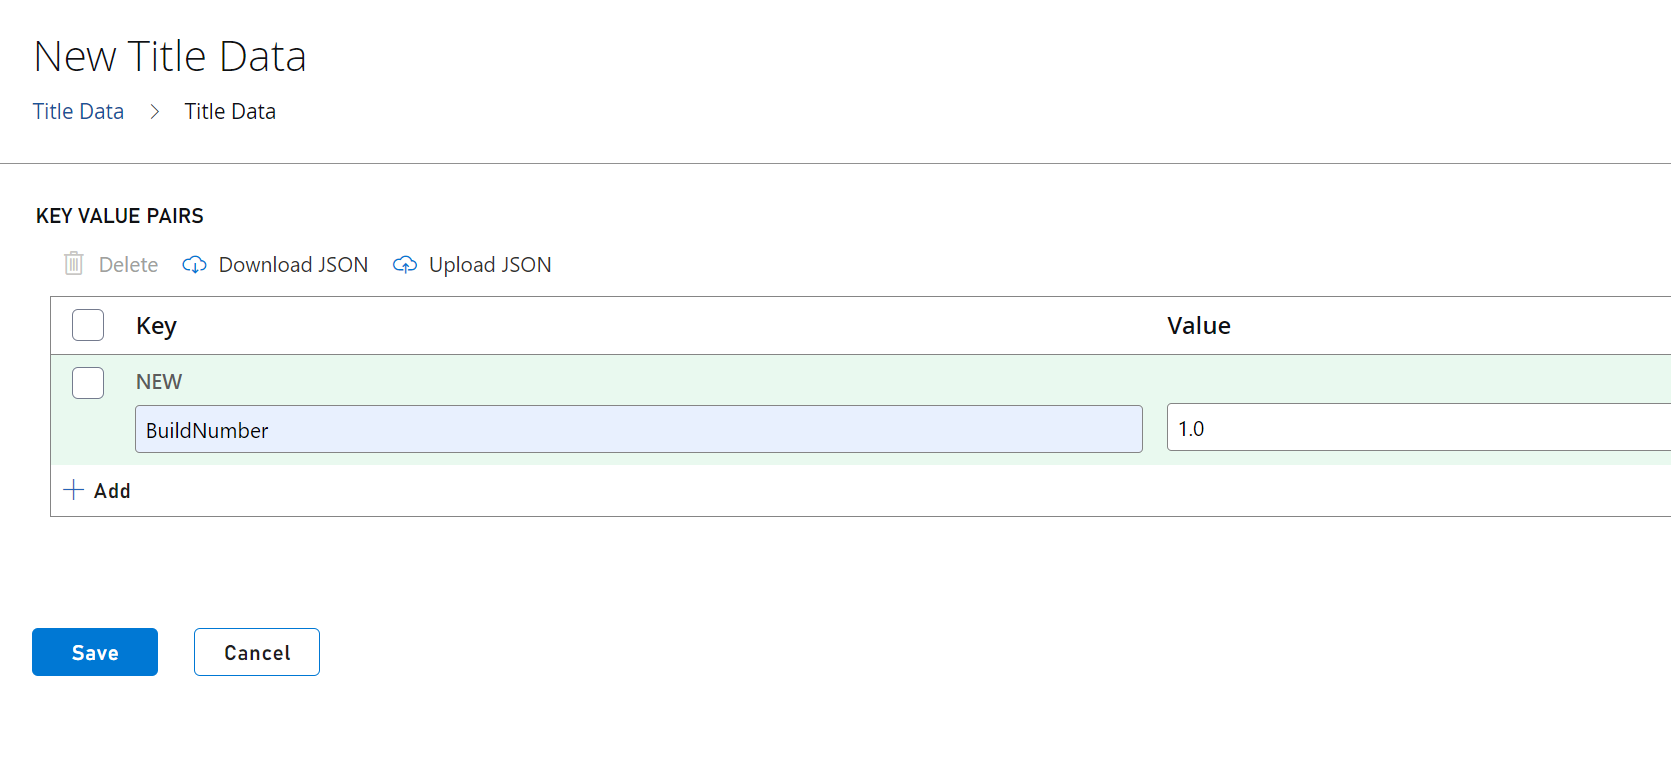 New Title Data
Title Data > Title Data
KEY VALUE PAIRS
Delete Download JSON Upload JSON
Key Value
NEW
BuildNumber 1.0
+ Add
Save Cancel